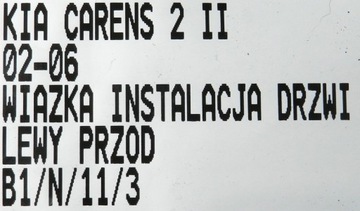 KIA CARENS 2 II
02-06
WIAZKA INSTALACJA DRZWI
LEWY PRZOD
B1/N/11/3